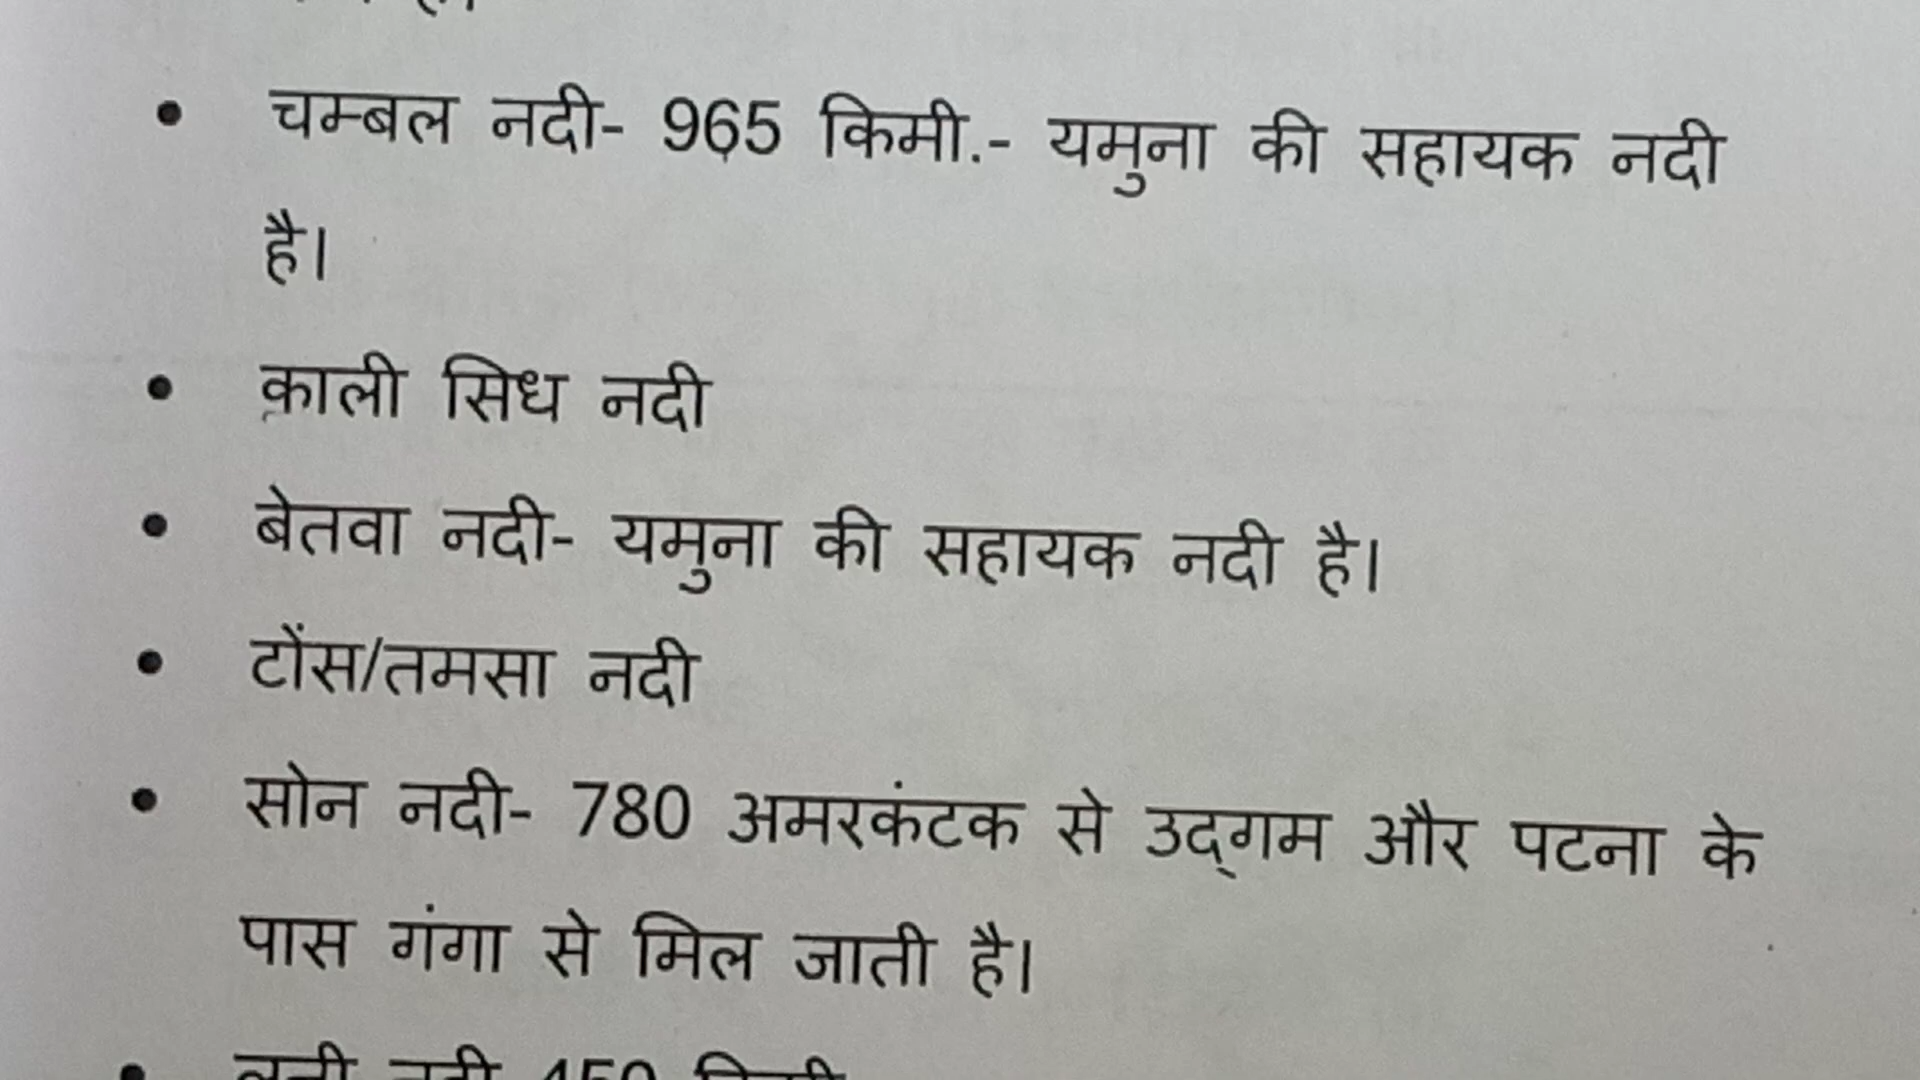 • चम्बल नदी- 965 किमी.- यमुना की सहायक नदी
है।
• काली सिध नदी
• बेतवा नदी- यमुना की सहायक नदी है।
• टोंस/तमसा नदी
• सोन नदी- 780 अमरकंटक से उद्‌गम और पटना के
पास गंगा से मिल जाती है।